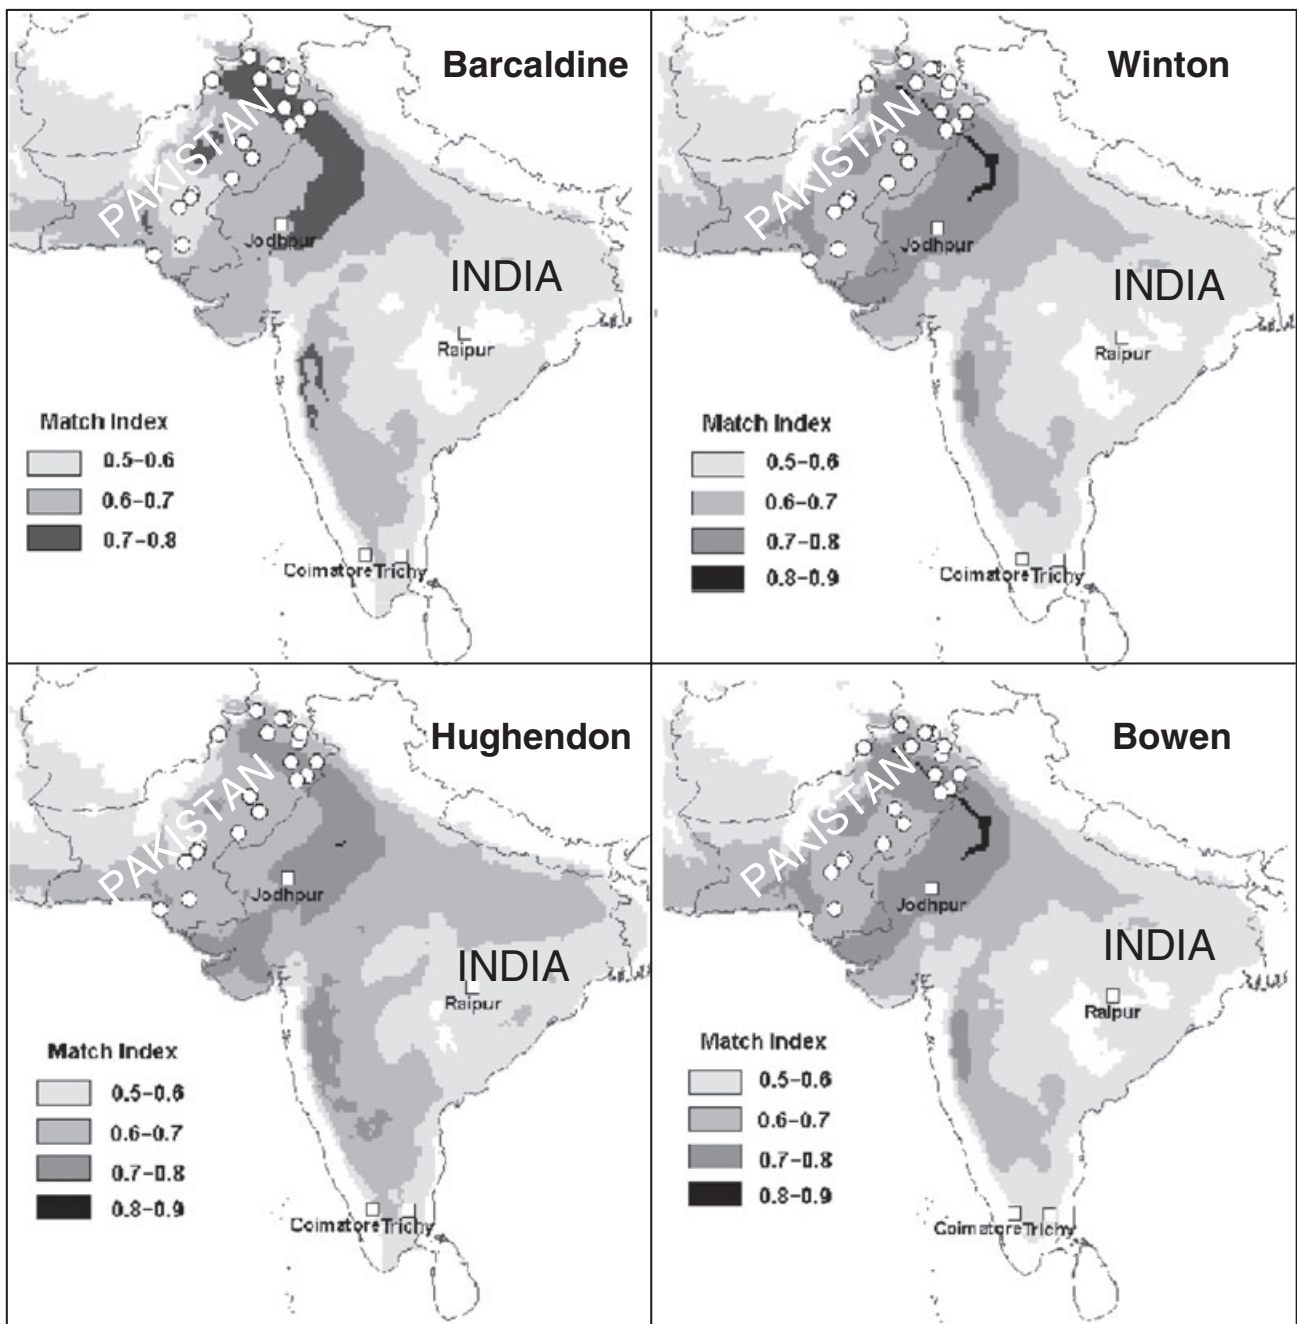 Barcaldine
PAKISTAN
Jodhpur
INDIA
Raipur
Match Index
0.5–0.6
0.6–0.7
0.7–0.8
Coimatore Trichy
Winton
PAKISTAN
Jodhpur
INDIA
Raipur
Match Index
0.5–0.6
0.6–0.7
0.7–0.8
0.8–0.9
Coimatore Trichy
Hughendon
PAKISTAN
Jodhpur
INDIA
Raipur
Match Index
0.5–0.6
0.6–0.7
0.7–0.8
0.8–0.9
Coimatore Trichy
Bowen
PAKISTAN
Jodhpur
INDIA
Raipur
Match Index
0.5–0.6
0.6–0.7
0.7–0.8
0.8–0.9
Coimatore Trichy